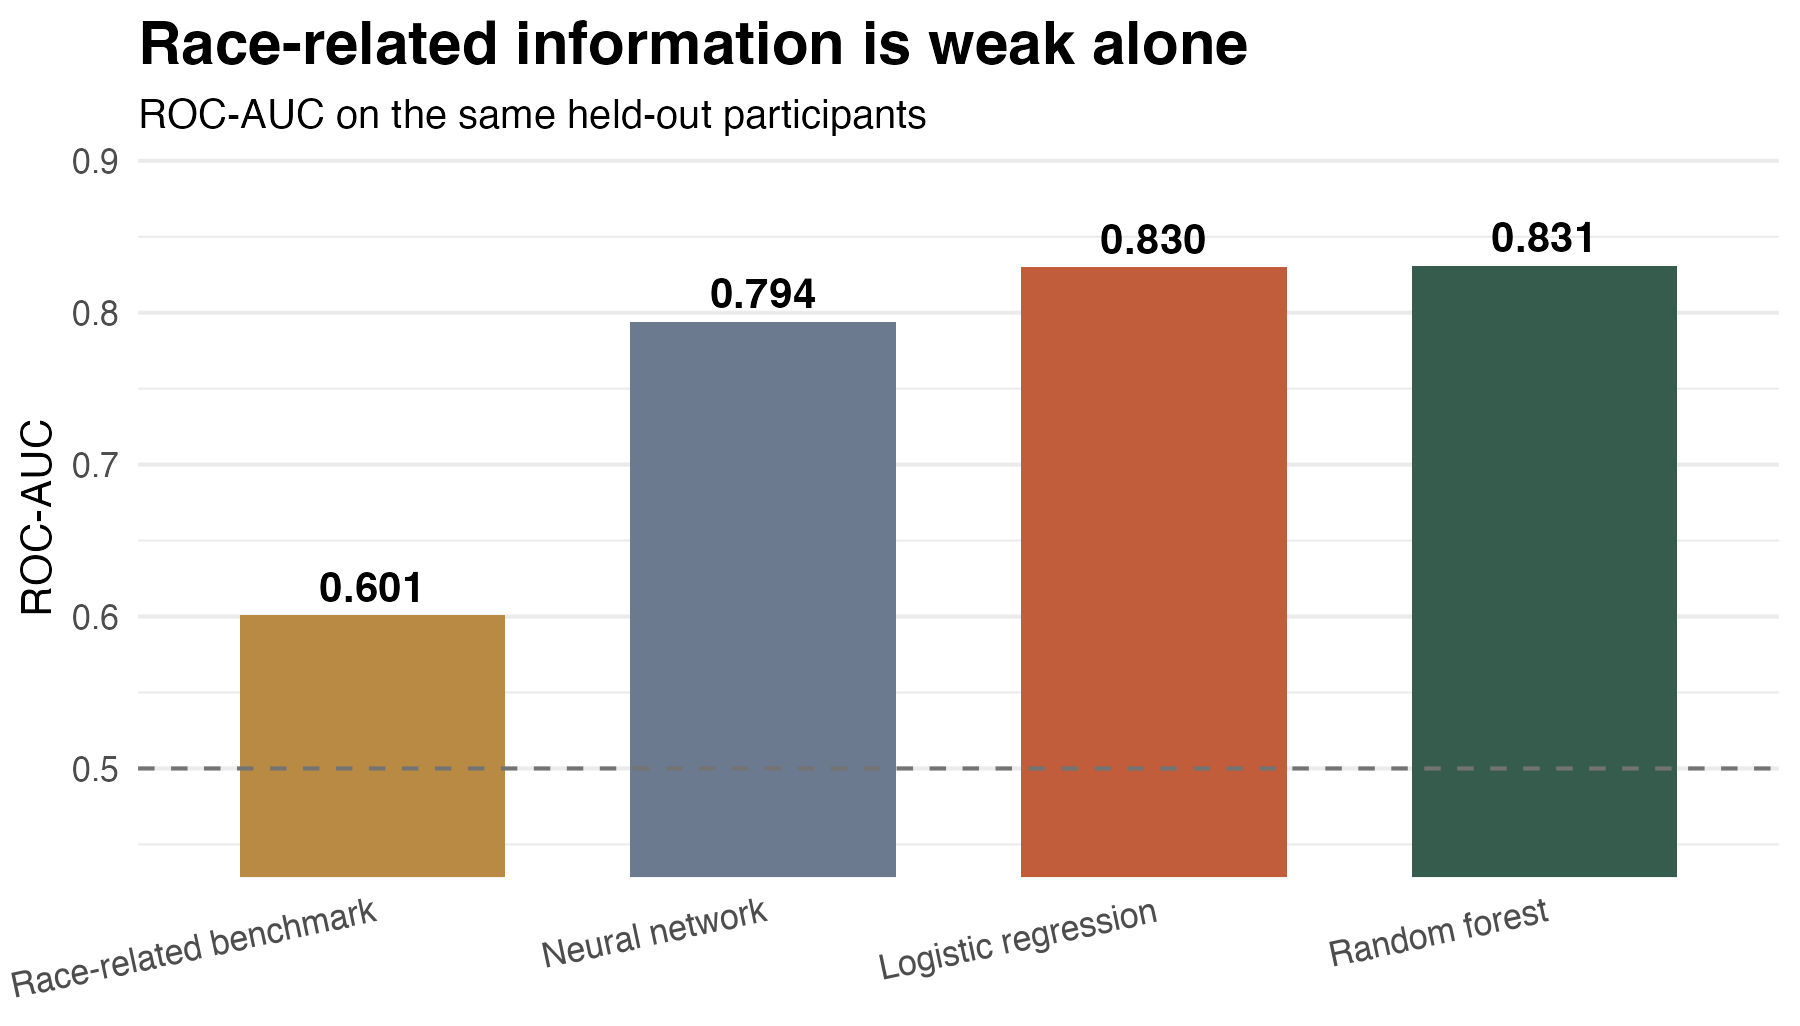 Race-related information is weak alone
ROC-AUC on the same held-out participants
ROC-AUC
0.9
0.8
0.7
0.6
0.5
0.601
0.794
0.830
0.831
Race-related benchmark
Neural network
Logistic regression
Random forest